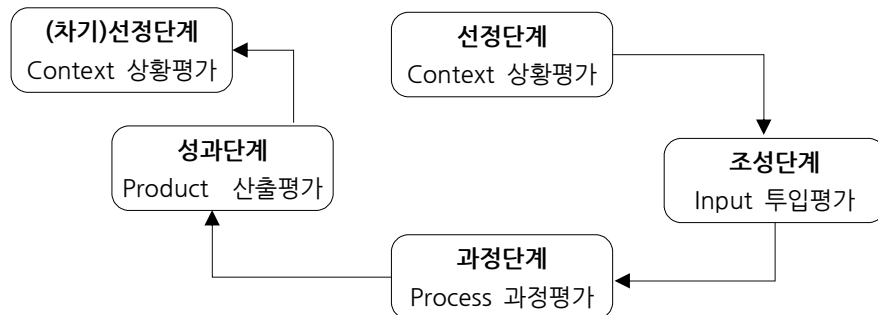 (차기)선정단계
Context 상황평가
선정단계
Context 상황평가
성과단계
Product 산출평가
조성단계
Input 투입평가
과정단계
Process 과정평가